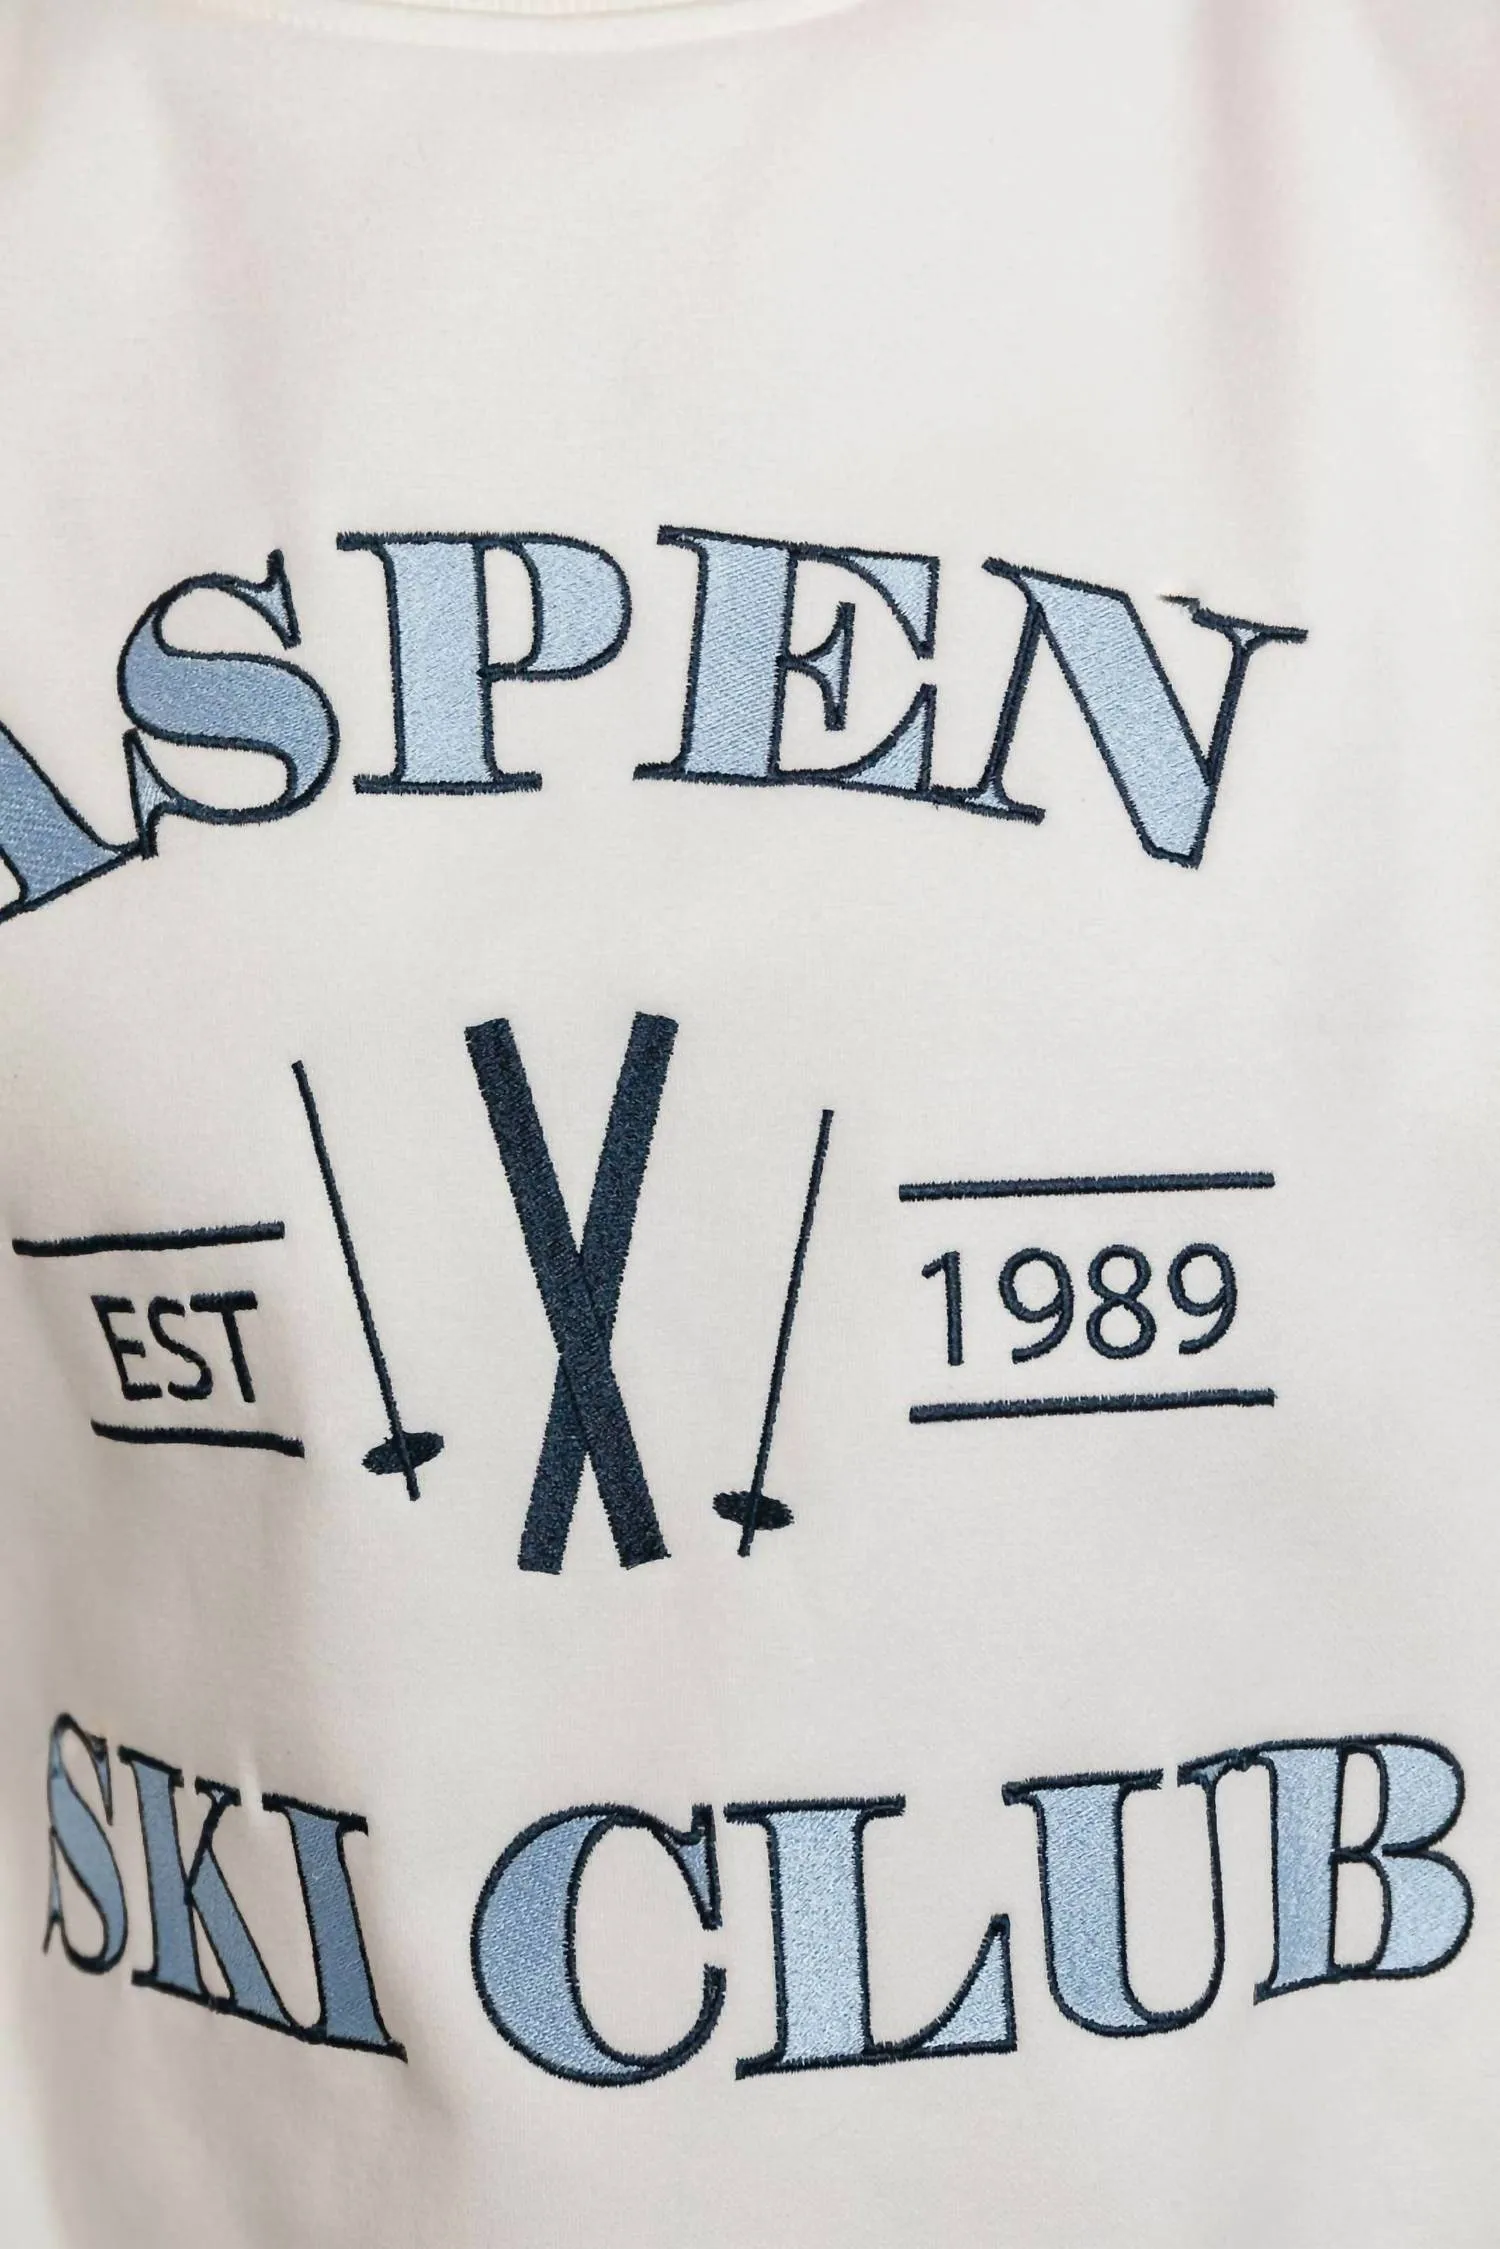 ASPEN
EST 1989
SKI CLUB